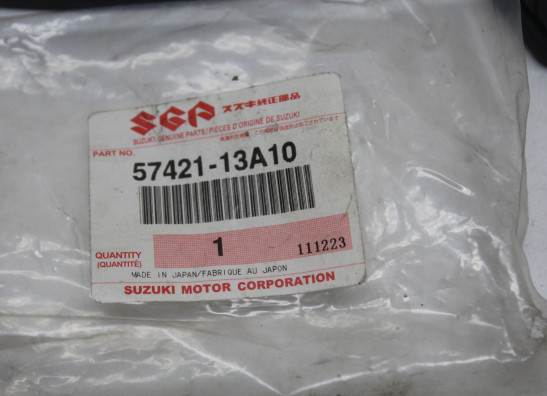 SGP スズキ純正部品
SUZUKI GENUINE PARTS/PIÈCES D'ORIGINE DE SUZUKI
PART NO.
57421-13A10
QUANTITY
(QUANTITÉ)
1
111223
MADE IN JAPAN/FABRIQUE AU JAPON
SUZUKI MOTOR CORPORATION